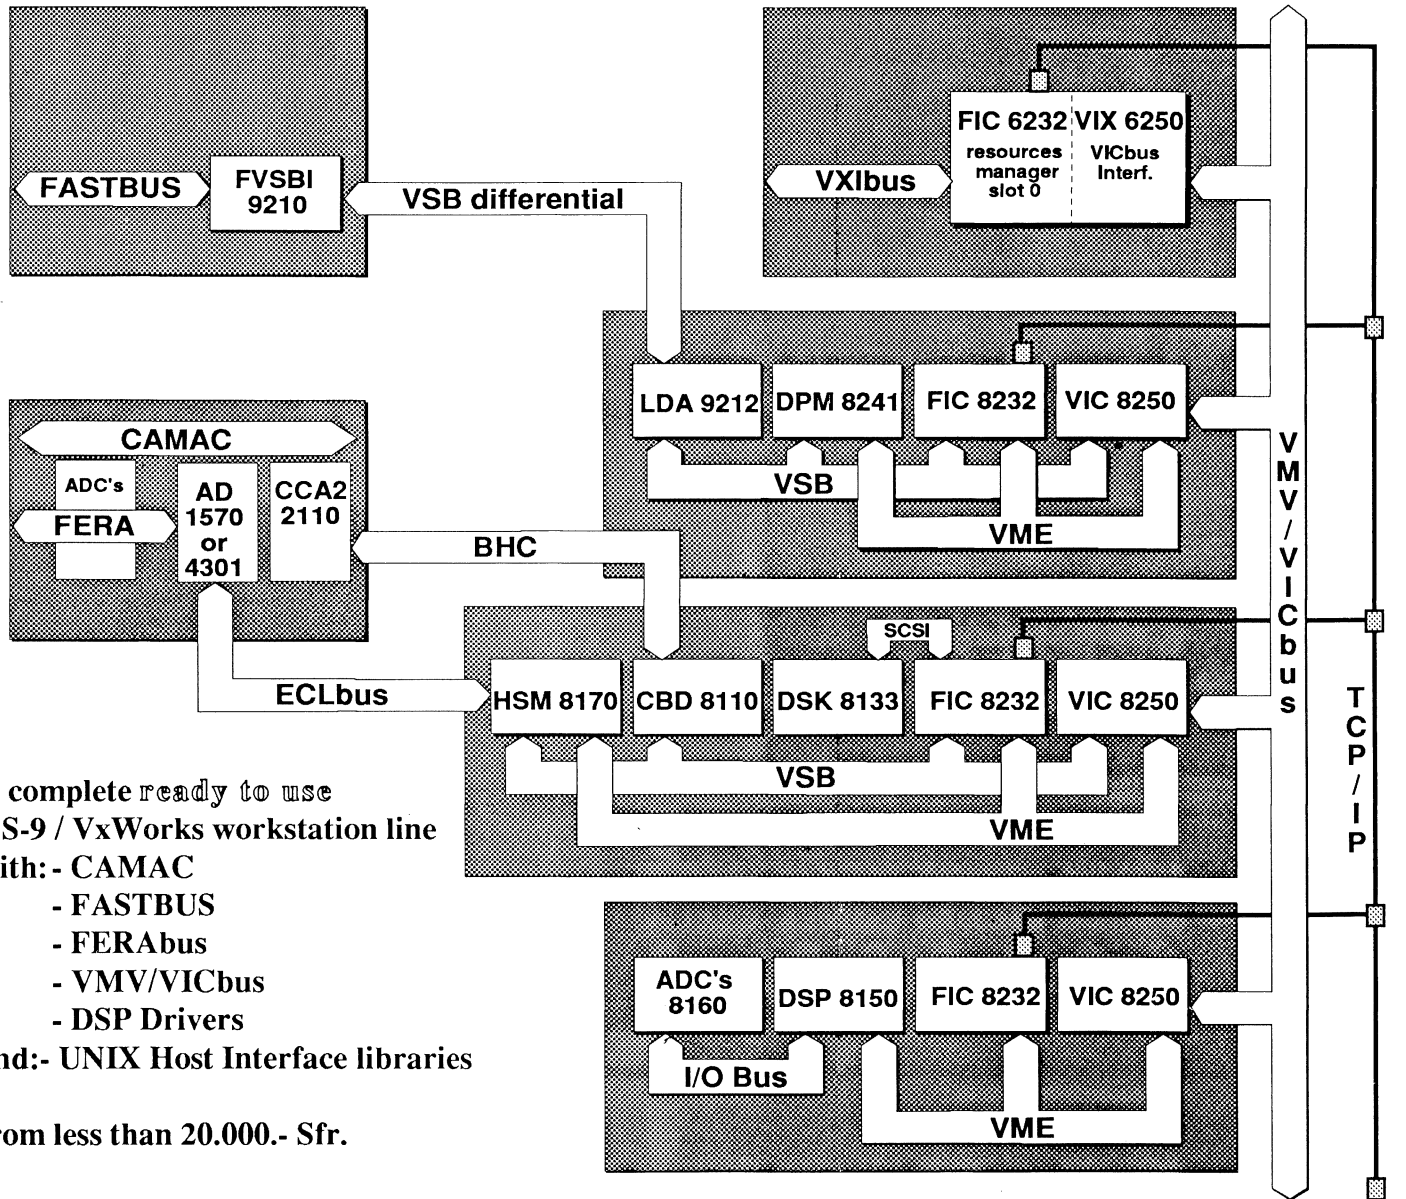 FASTBUS
FVSBI
9210
VSB differential
VXIbus
FIC 6232
resources
manager
slot 0
VIX 6250
VICbus
Interf.
LDA 9212
DPM 8241
FIC 8232
VIC 8250
VSB
VME
CAMAC
ADC's
FERA
AD
1570
or
4301
CCA2
2110
BHC
ECLbus
SCSI
HSM 8170
CBD 8110
DSK 8133
FIC 8232
VIC 8250
VSB
VME
VMV/VICbus
TCP/IP
complete ready to use
S-9 / VxWorks workstation line
ith: - CAMAC
- FASTBUS
- FERAbus
- VMV/VICbus
- DSP Drivers
nd:- UNIX Host Interface libraries
rom less than 20.000.- Sfr.
ADC's
8160
DSP 8150
FIC 8232
VIC 8250
I/O Bus
VME